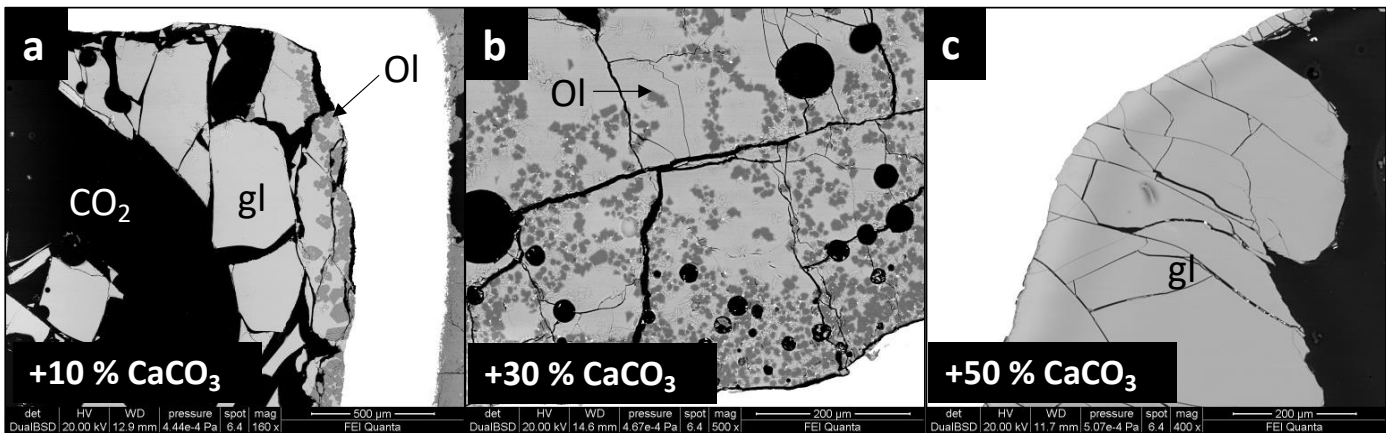 a
Ol
CO₂
gl
+10 % CaCO₃
det HV WD pressure spot mag 500 µm
DualBSD 20.00 kV 12.9 mm 4.44e-4 Pa 6.4 160 x FEI Quanta
b
Ol
+30 % CaCO₃
det HV WD pressure spot mag 200 µm
DualBSD 20.00 kV 14.6 mm 4.67e-4 Pa 6.4 500 x FEI Quanta
c
gl
+50 % CaCO₃
det HV WD pressure spot mag 200 µm
DualBSD 20.00 kV 11.7 mm 5.07e-4 Pa 6.4 400 x FEI Quanta